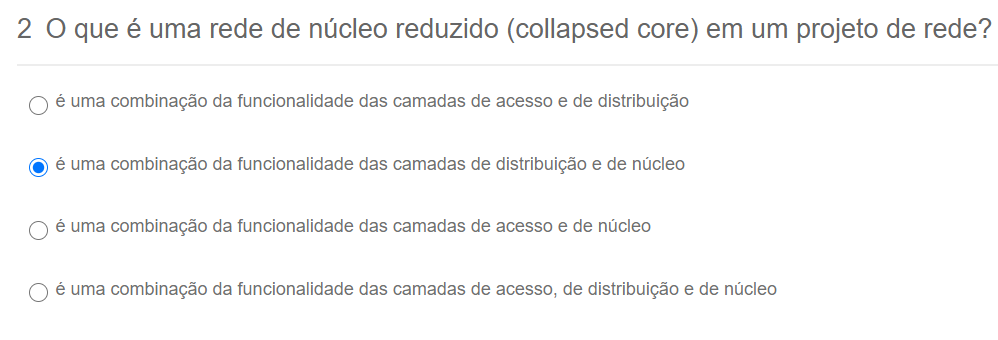 2 O que é uma rede de núcleo reduzido (collapsed core) em um projeto de rede?
é uma combinação da funcionalidade das camadas de acesso e de distribuição
é uma combinação da funcionalidade das camadas de distribuição e de núcleo
é uma combinação da funcionalidade das camadas de acesso e de núcleo
é uma combinação da funcionalidade das camadas de acesso, de distribuição e de núcleo